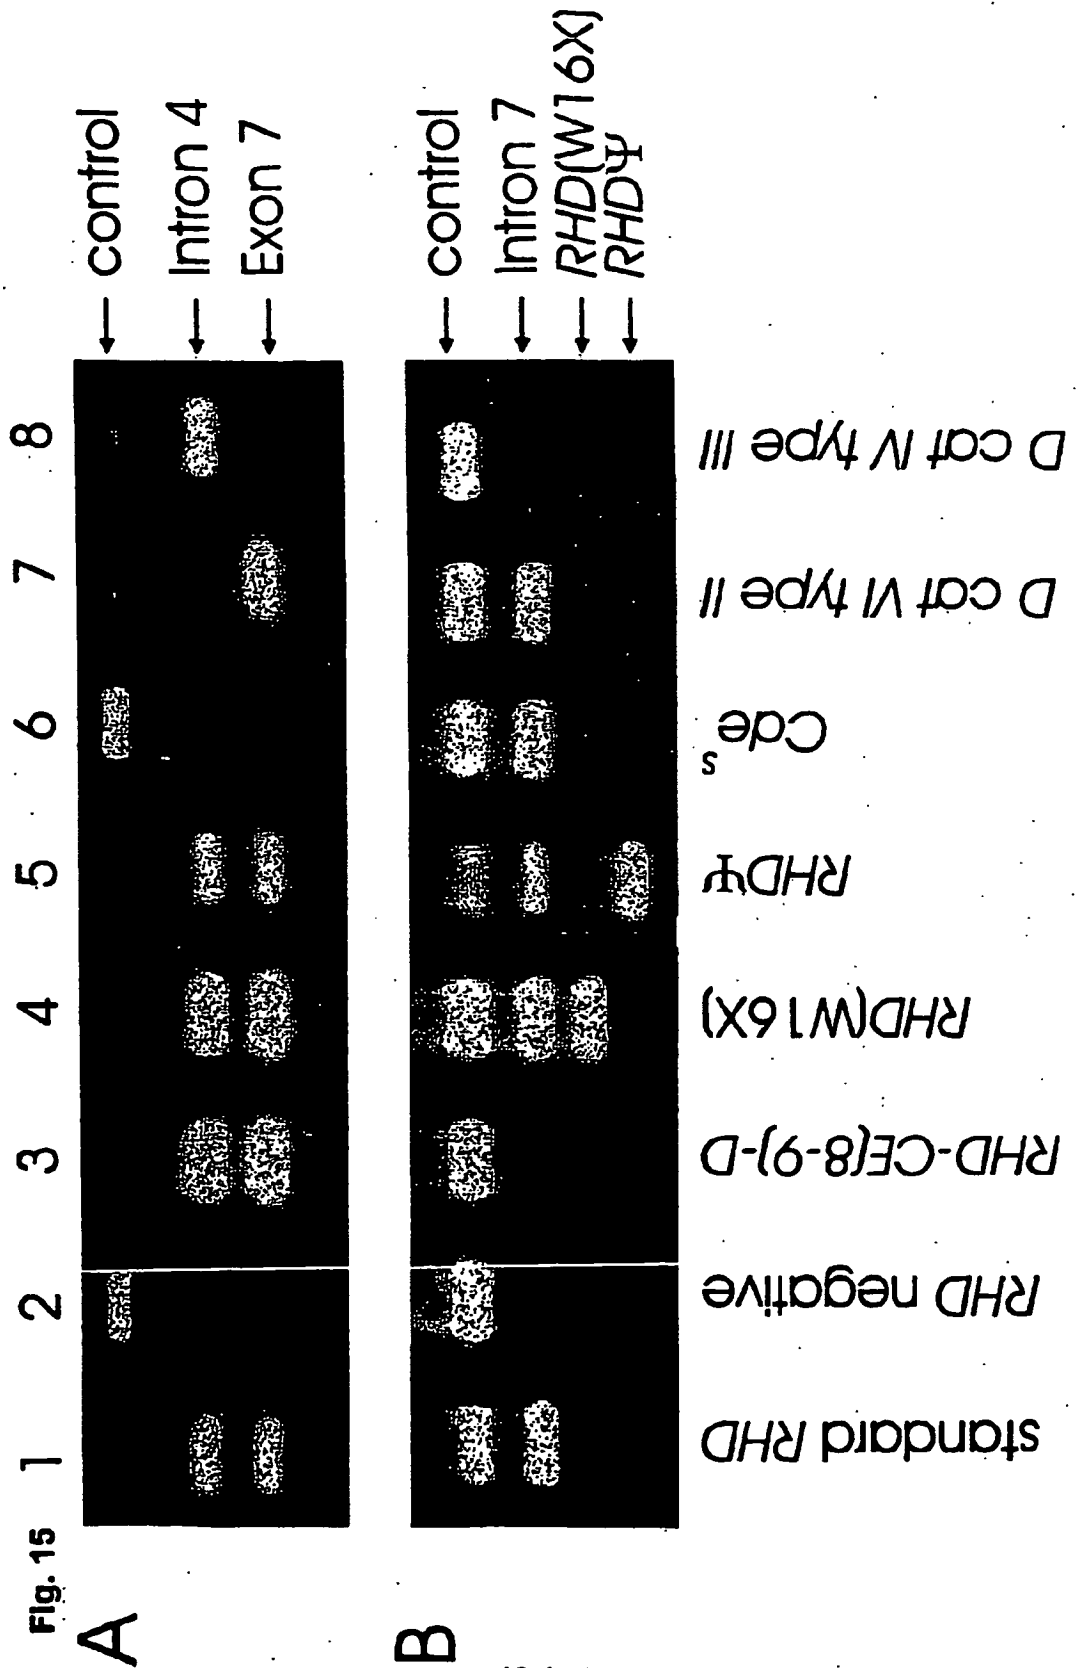 Fig. 15
1 2 3 4 5 6 7 8
A
control
Intron 4
Exon 7
B
control
Intron 7
RHD(W16X)
RHDΨ
standard RHD
RHD negative
RHD-CE(8-9)-D
RHD(W16X)
RHDΨ
Cdeˢ
D cat VI type II
D cat IV type III